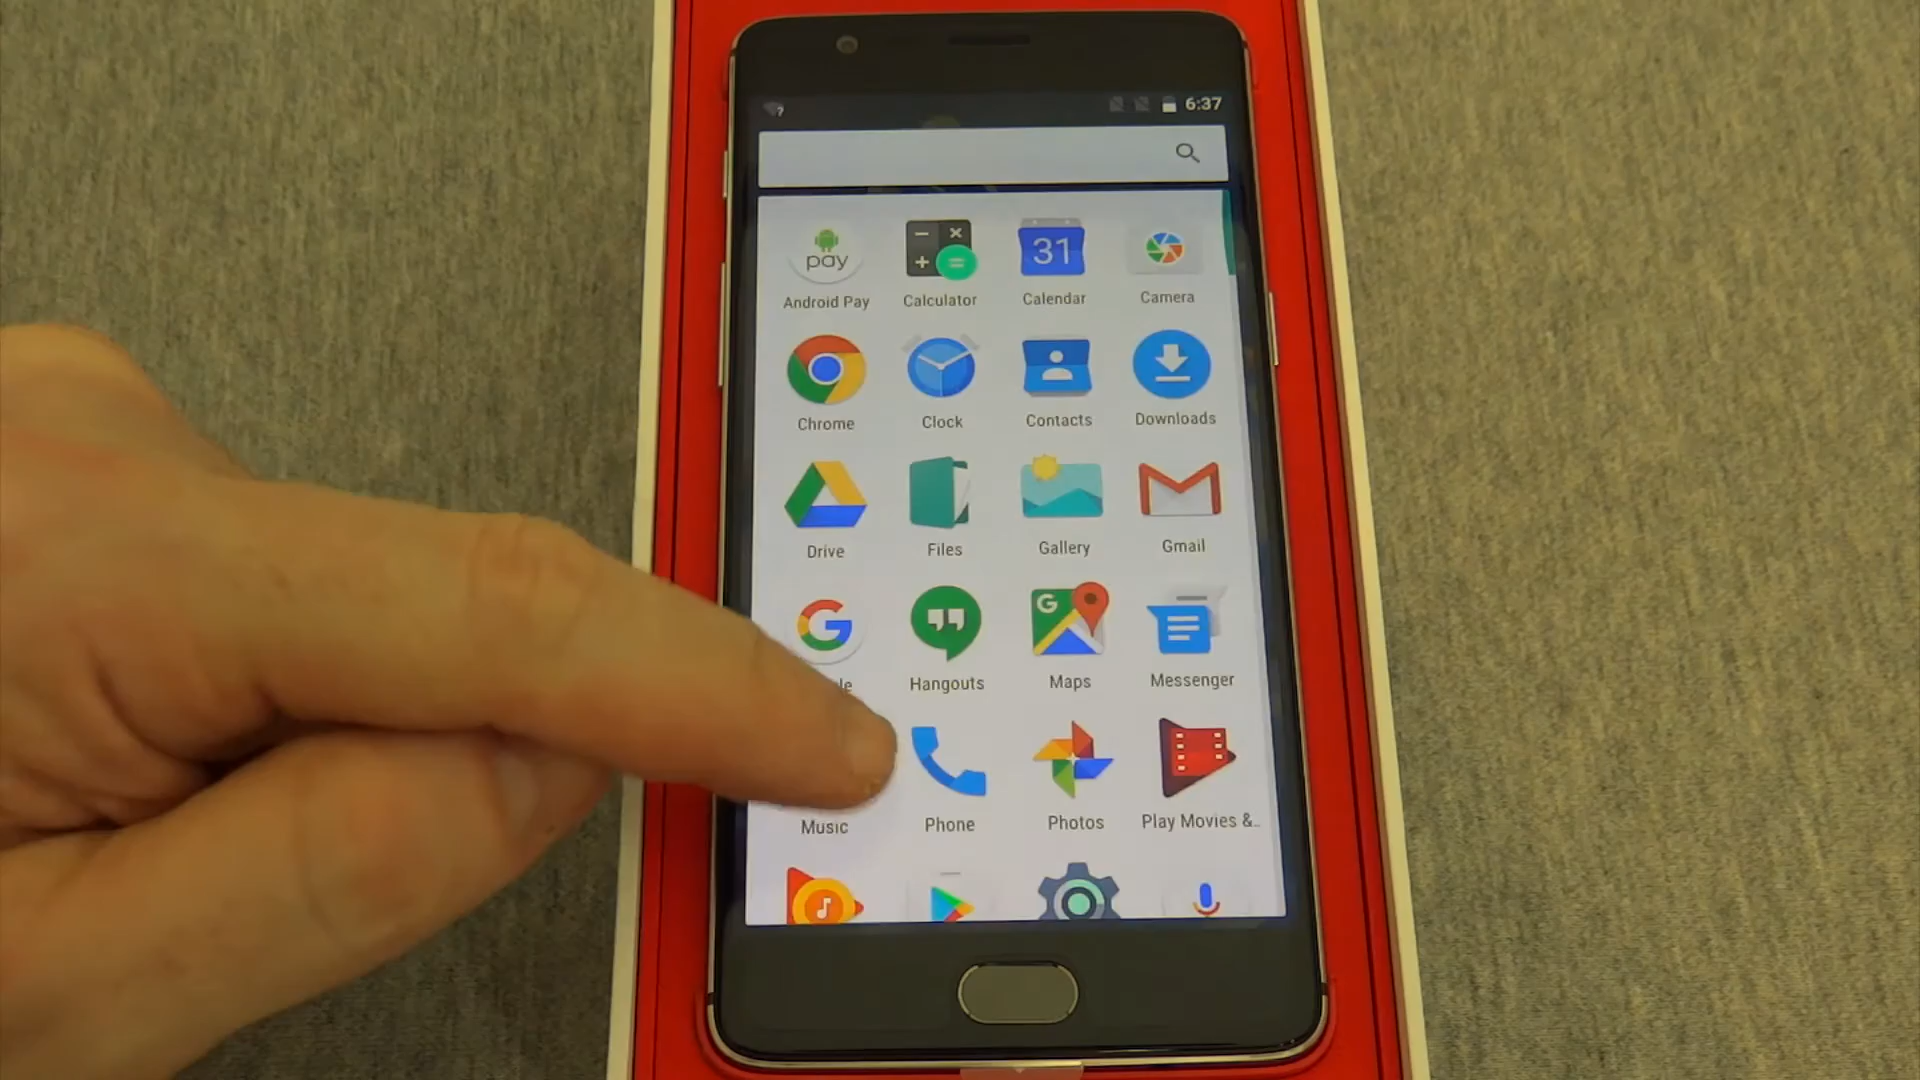 6:37
pay
31
Android Pay
Calculator
Calendar
Camera
Chrome
Clock
Contacts
Downloads
Drive
Files
Gallery
Gmail
G
G
Hangouts
Maps
Messenger
Music
Phone
Photos
Play Movies &..